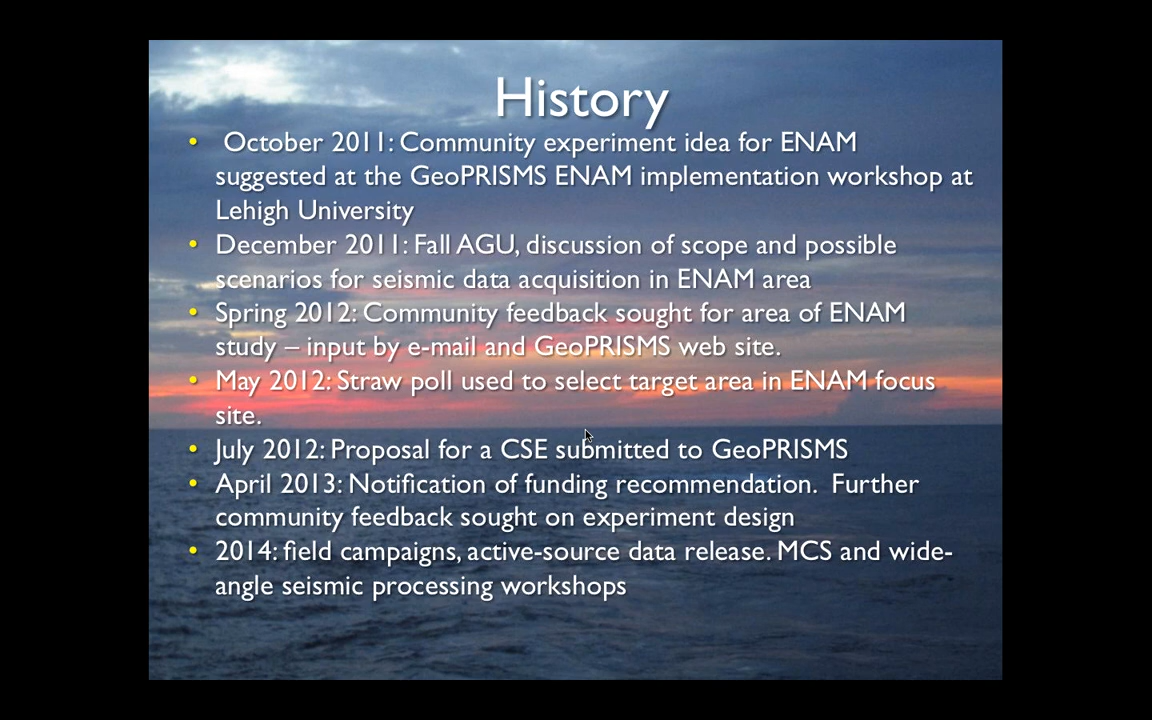 History
• October 2011: Community experiment idea for ENAM
suggested at the GeoPRISMS ENAM implementation workshop at
Lehigh University
• December 2011: Fall AGU, discussion of scope and possible
scenarios for seismic data acquisition in ENAM area
• Spring 2012: Community feedback sought for area of ENAM
study – input by e-mail and GeoPRISMS web site.
• May 2012: Straw poll used to select target area in ENAM focus
site.
• July 2012: Proposal for a CSE submitted to GeoPRISMS
• April 2013: Notification of funding recommendation.  Further
community feedback sought on experiment design
• 2014: field campaigns, active-source data release. MCS and wide-
angle seismic processing workshops